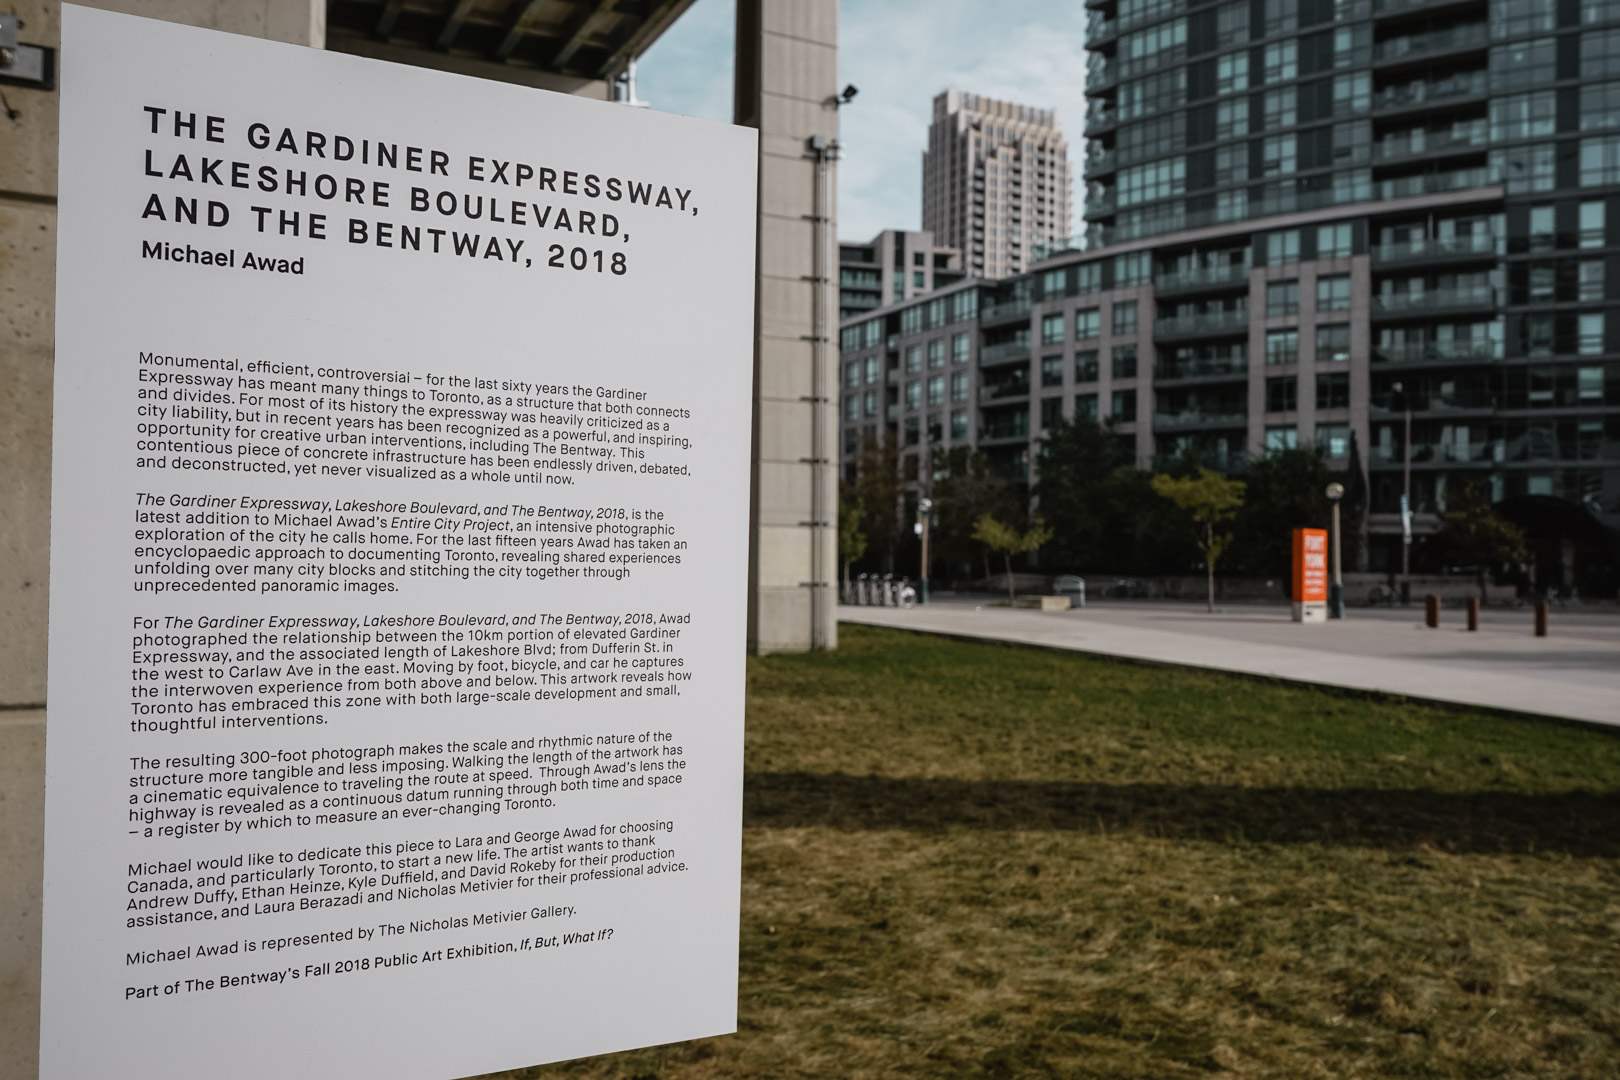 THE GARDINER EXPRESSWAY,
LAKESHORE BOULEVARD,
AND THE BENTWAY, 2018
Michael Awad
Monumental, efficient, controversial – for the last sixty years the Gardiner
Expressway has meant many things to Toronto, as a structure that both connects
and divides. For most of its history the expressway was heavily criticized as a
city liability, but in recent years has been recognized as a powerful, and inspiring,
opportunity for creative urban interventions, including The Bentway. This
contentious piece of concrete infrastructure has been endlessly driven, debated,
and deconstructed, yet never visualized as a whole until now.
The Gardiner Expressway, Lakeshore Boulevard, and The Bentway, 2018, is the
latest addition to Michael Awad's Entire City Project, an intensive photographic
exploration of the city he calls home. For the last fifteen years Awad has taken an
encyclopaedic approach to documenting Toronto, revealing shared experiences
unfolding over many city blocks and stitching the city together through
unprecedented panoramic images.
For The Gardiner Expressway, Lakeshore Boulevard, and The Bentway, 2018, Awad
photographed the relationship between the 10km portion of elevated Gardiner
Expressway, and the associated length of Lakeshore Blvd; from Dufferin St. in
the west to Carlaw Ave in the east. Moving by foot, bicycle, and car he captures
the interwoven experience from both above and below. This artwork reveals how
Toronto has embraced this zone with both large-scale development and small,
thoughtful interventions.
The resulting 300-foot photograph makes the scale and rhythmic nature of the
structure more tangible and less imposing. Walking the length of the artwork has
a cinematic equivalence to traveling the route at speed. Through Awad's lens the
highway is revealed as a continuous datum running through both time and space
– a register by which to measure an ever-changing Toronto.
Michael would like to dedicate this piece to Lara and George Awad for choosing
Canada, and particularly Toronto, to start a new life. The artist wants to thank
Andrew Duffy, Ethan Heinze, Kyle Duffield, and David Rokeby for their production
assistance, and Laura Berazadi and Nicholas Metivier for their professional advice.
Michael Awad is represented by The Nicholas Metivier Gallery.
Part of The Bentway's Fall 2018 Public Art Exhibition, If, But, What If?
FORT
YORK